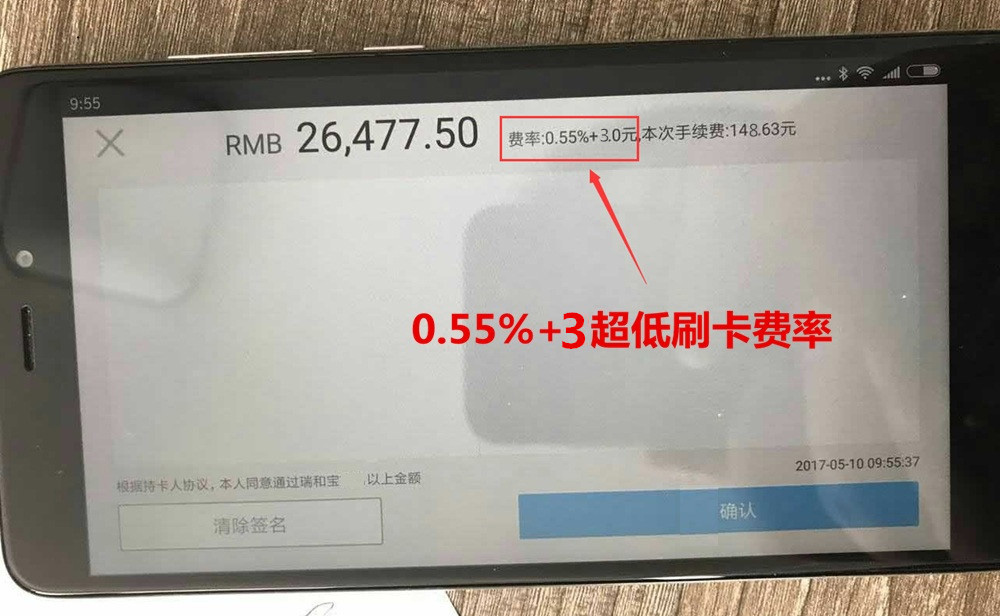 9:55
RMB 26,477.50 费率:0.55%+3.0元,本次手续费:148.63元
0.55%+3超低刷卡费率
2017-05-10 09:55:37
根据持卡人协议，本人同意通过瑞和宝 ,以上金额
清除签名
确认